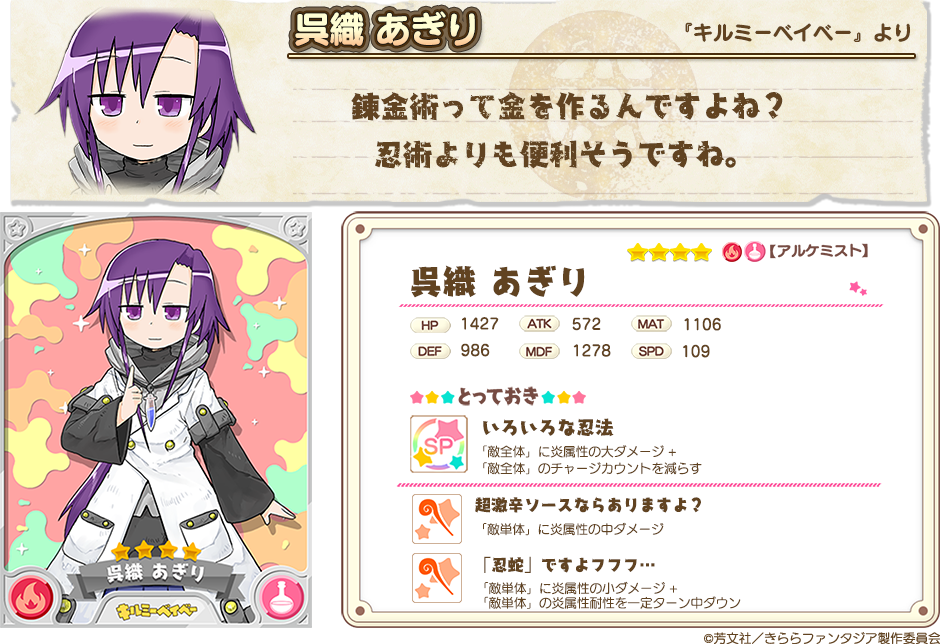 呉織 あぎり
『キルミーベイベー』より
錬金術って金を作るんですよね？
忍術よりも便利そうですね。
【アルケミスト】
呉織 あぎり
HP 1427 ATK 572 MAT 1106
DEF 986 MDF 1278 SPD 109
とっておき
SP
いろいろな忍法
「敵全体」に炎属性の大ダメージ +
「敵全体」のチャージカウントを減らす
超激辛ソースならありますよ？
「敵単体」に炎属性の中ダメージ
「忍蛇」ですよフフフ…
「敵単体」に炎属性の小ダメージ +
「敵単体」の炎属性耐性を一定ターン中ダウン
呉織 あぎり
キルミーベイベー
©芳文社／きららファンタジア製作委員会